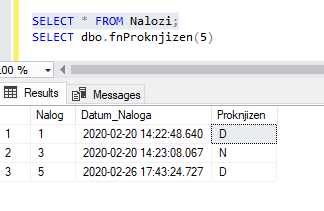 SELECT * FROM Nalozi;
SELECT dbo.fnProknjizen(5)
00 %
Results Messages
Nalog Datum_Naloga Proknjizen
1 1 2020-02-20 14:22:48.640 D
2 3 2020-02-20 14:23:08.067 N
3 5 2020-02-26 17:43:24.727 D